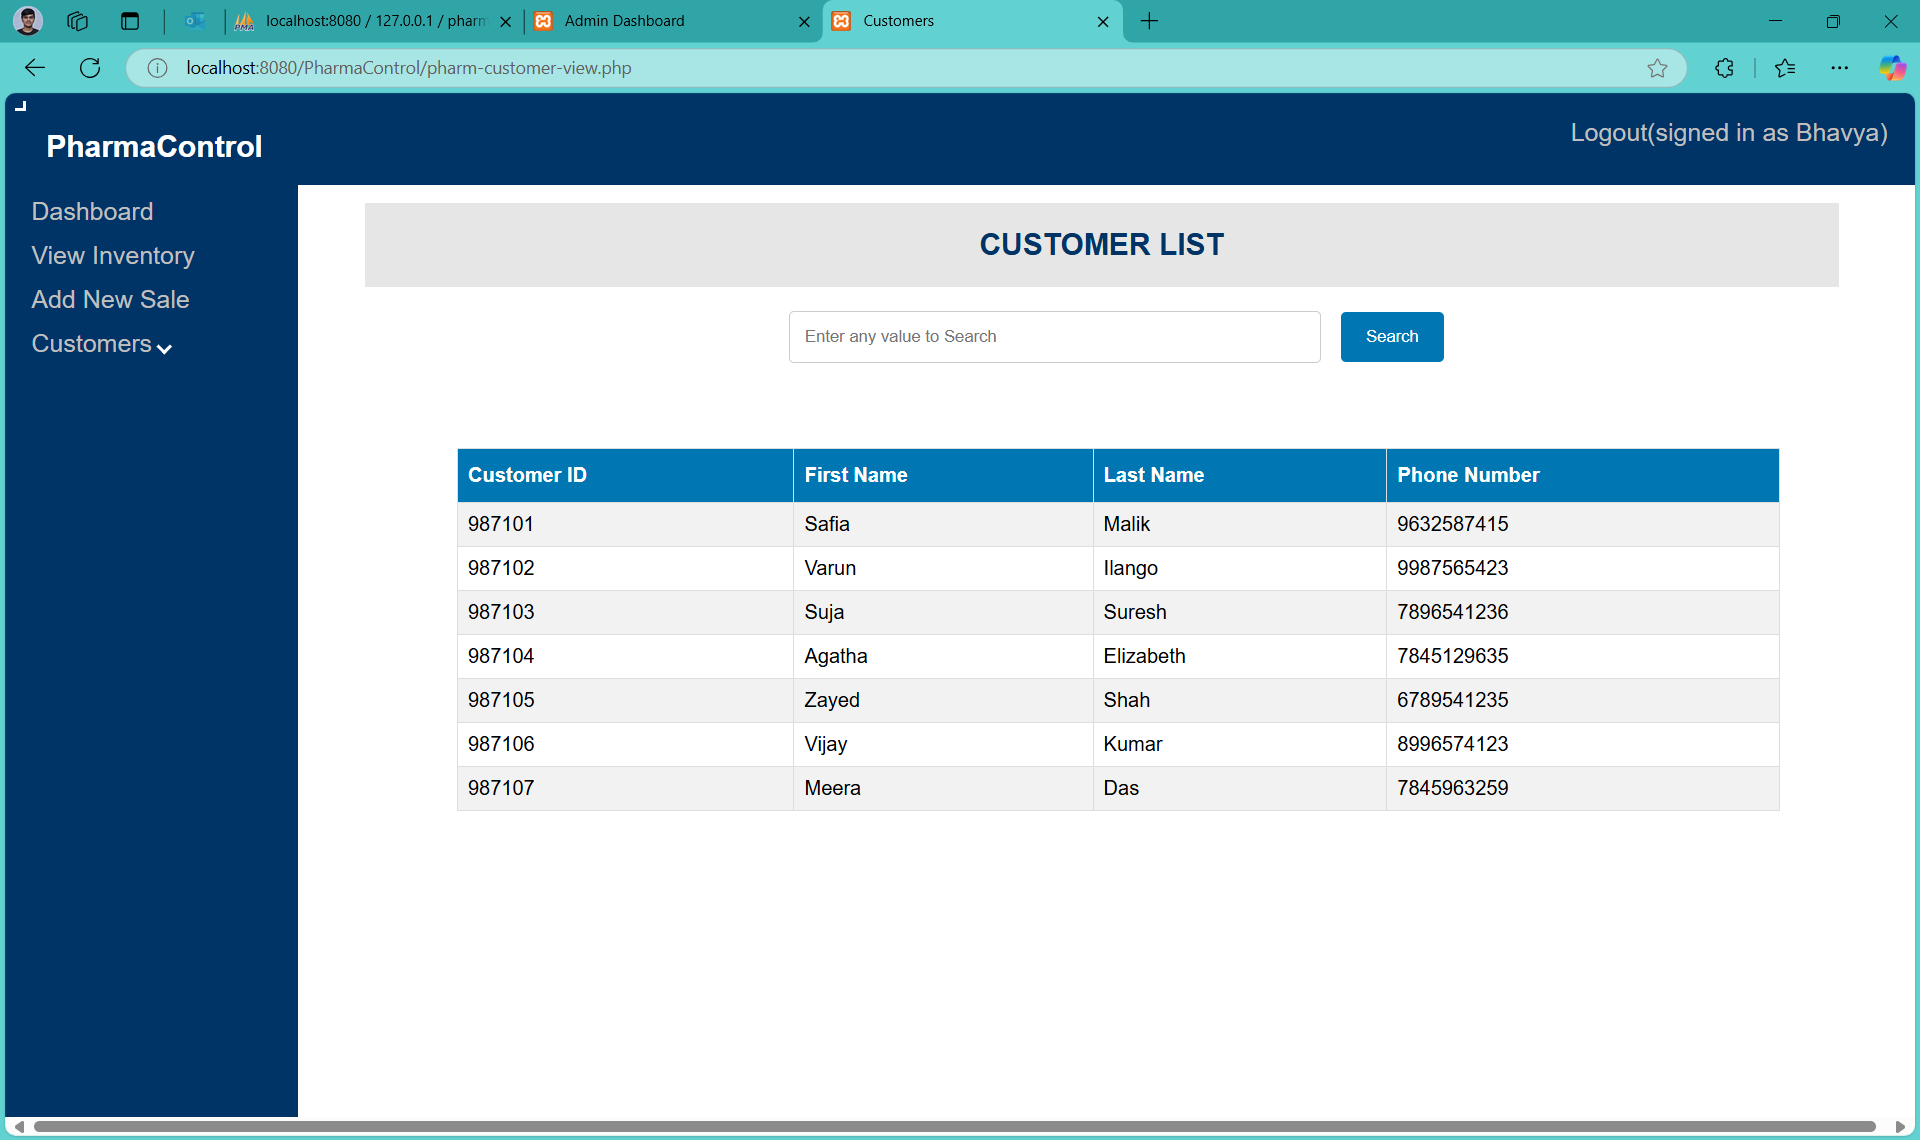 localhost:8080 / 127.0.0.1 / pharm
Admin Dashboard
Customers
localhost:8080/PharmaControl/pharm-customer-view.php
PharmaControl
Logout(signed in as Bhavya)
Dashboard
View Inventory
Add New Sale
Customers
CUSTOMER LIST
Enter any value to Search
Search
Customer ID First Name Last Name Phone Number
987101 Safia Malik 9632587415
987102 Varun Ilango 9987565423
987103 Suja Suresh 7896541236
987104 Agatha Elizabeth 7845129635
987105 Zayed Shah 6789541235
987106 Vijay Kumar 8996574123
987107 Meera Das 7845963259